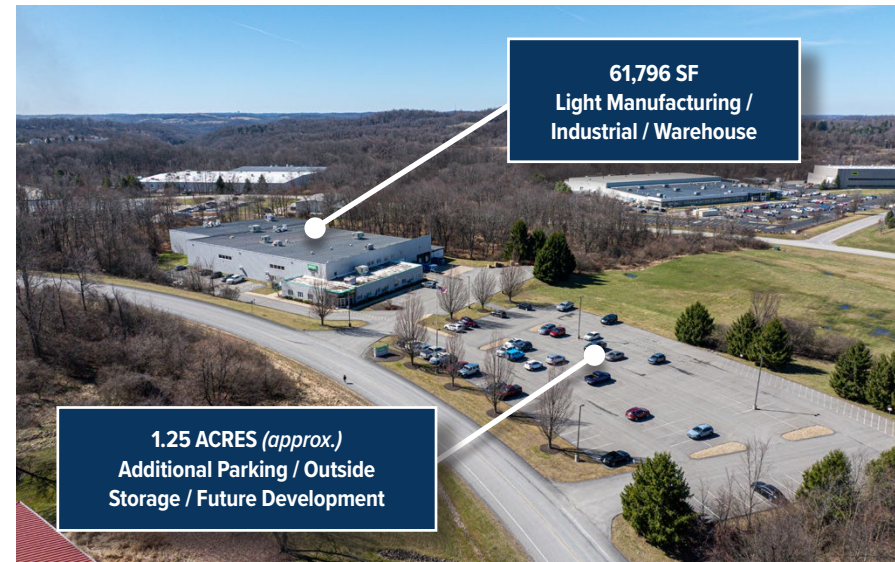 61,796 SF
Light Manufacturing /
Industrial / Warehouse
1.25 ACRES (approx.)
Additional Parking / Outside
Storage / Future Development